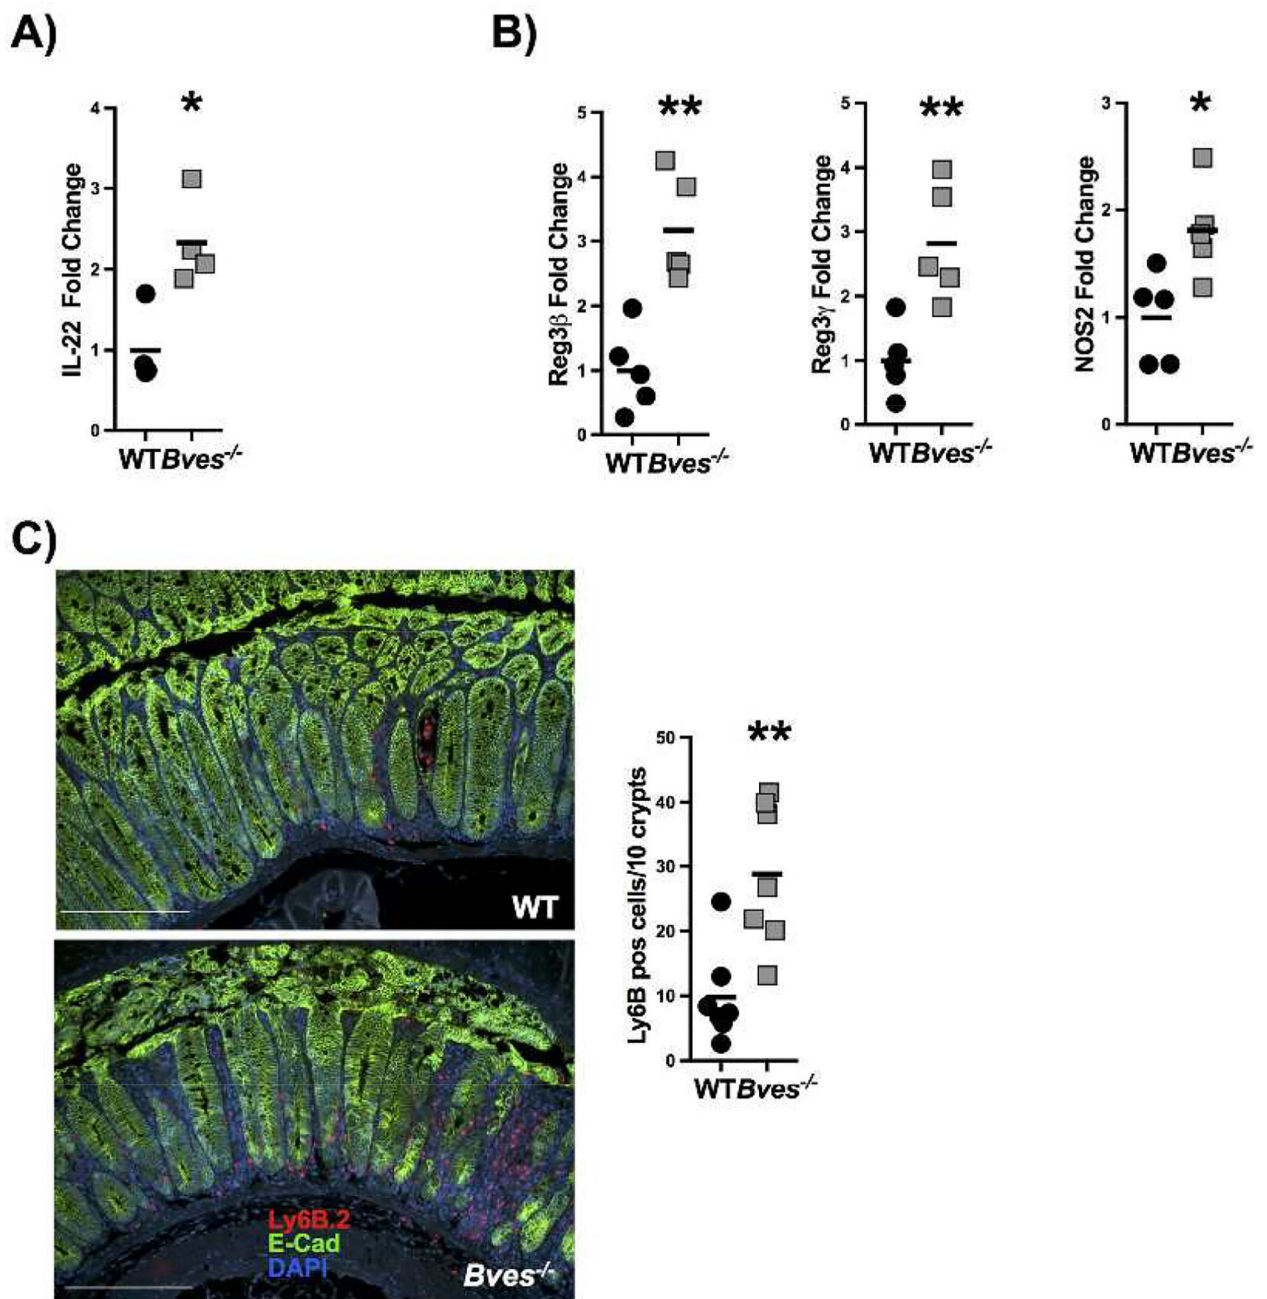 A)
B)
4
3
2
1
0
IL-22 Fold Change
*
WT Bves-/-
5
4
3
2
1
0
Reg3β Fold Change
**
WT Bves-/-
5
4
3
2
1
0
Reg3γ Fold Change
**
WT Bves-/-
3
2
1
0
NOS2 Fold Change
*
WT Bves-/-
C)
WT
Ly6B.2
E-Cad
DAPI
Bves-/-
50
40
30
20
10
0
Ly6B pos cells/10 crypts
**
WT Bves-/-